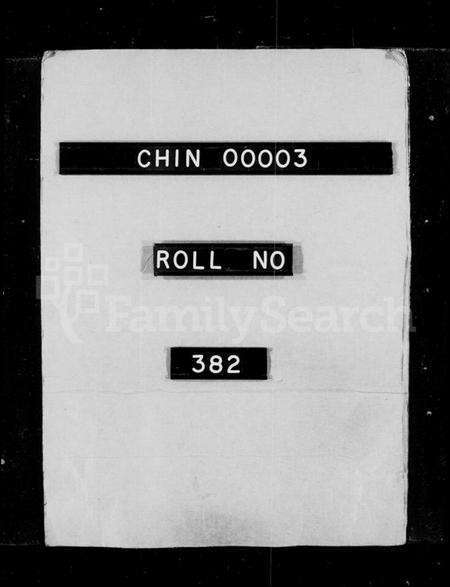 CHIN 00003
ROLL NO
FamilySearch
382